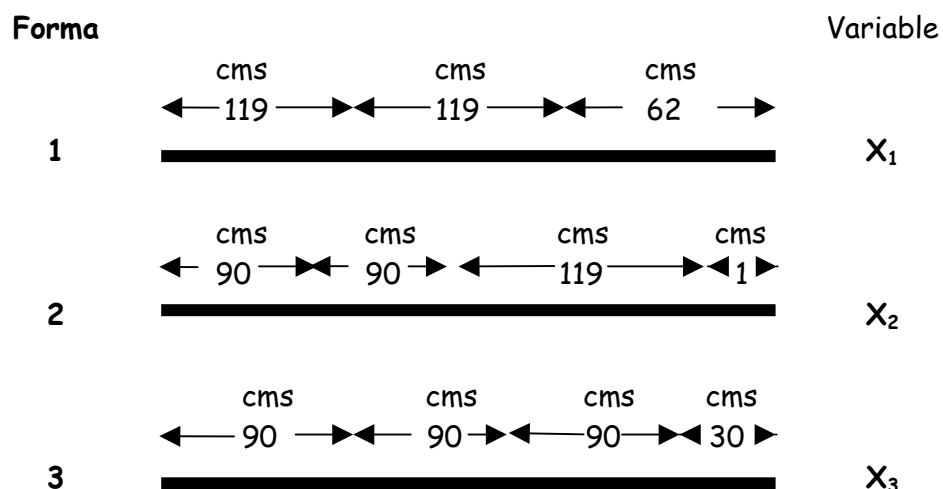 Forma Variable
cms cms cms
119 119 62
1 X₁
cms cms cms cms
90 90 119 1
2 X₂
cms cms cms cms
90 90 90 30
3 X₃